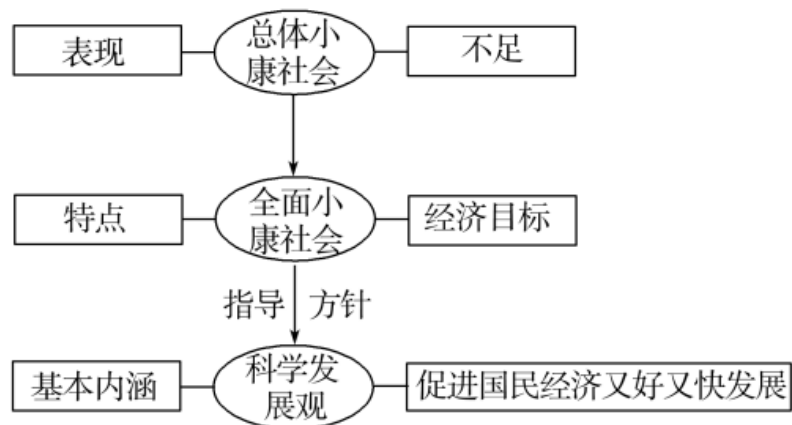 表现
总体小
康社会
不足
特点
全面小
康社会
经济目标
指导 方针
基本内涵
科学发
展观
促进国民经济又好又快发展